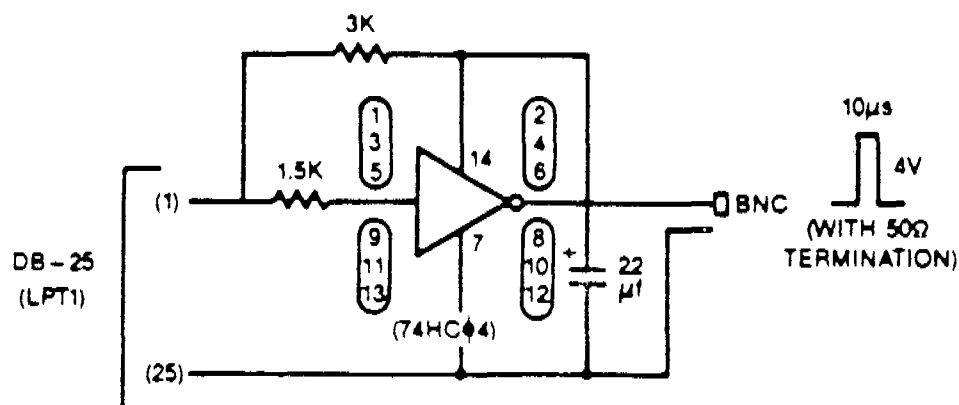 3K
10µs
1
3
5
2
4
6
14
4V
1.5K
(1)
BNC
(WITH 50Ω
TERMINATION)
7
9
11
13
8
10
12
+
22
µf
DB-25
(LPT1)
(74HCϕ4)
(25)